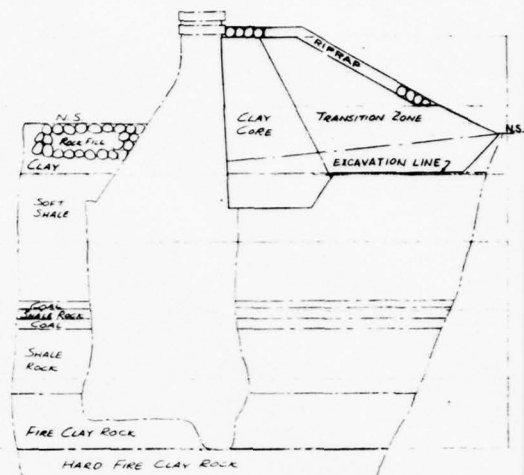 RIPRAP
N.S.
ROCK FILL
CLAY
CLAY
CORE
TRANSITION ZONE
N.S.
EXCAVATION LINE
SOFT
SHALE
COAL
SHALE ROCK
COAL
SHALE
ROCK
FIRE CLAY ROCK
HARD FIRE CLAY ROCK